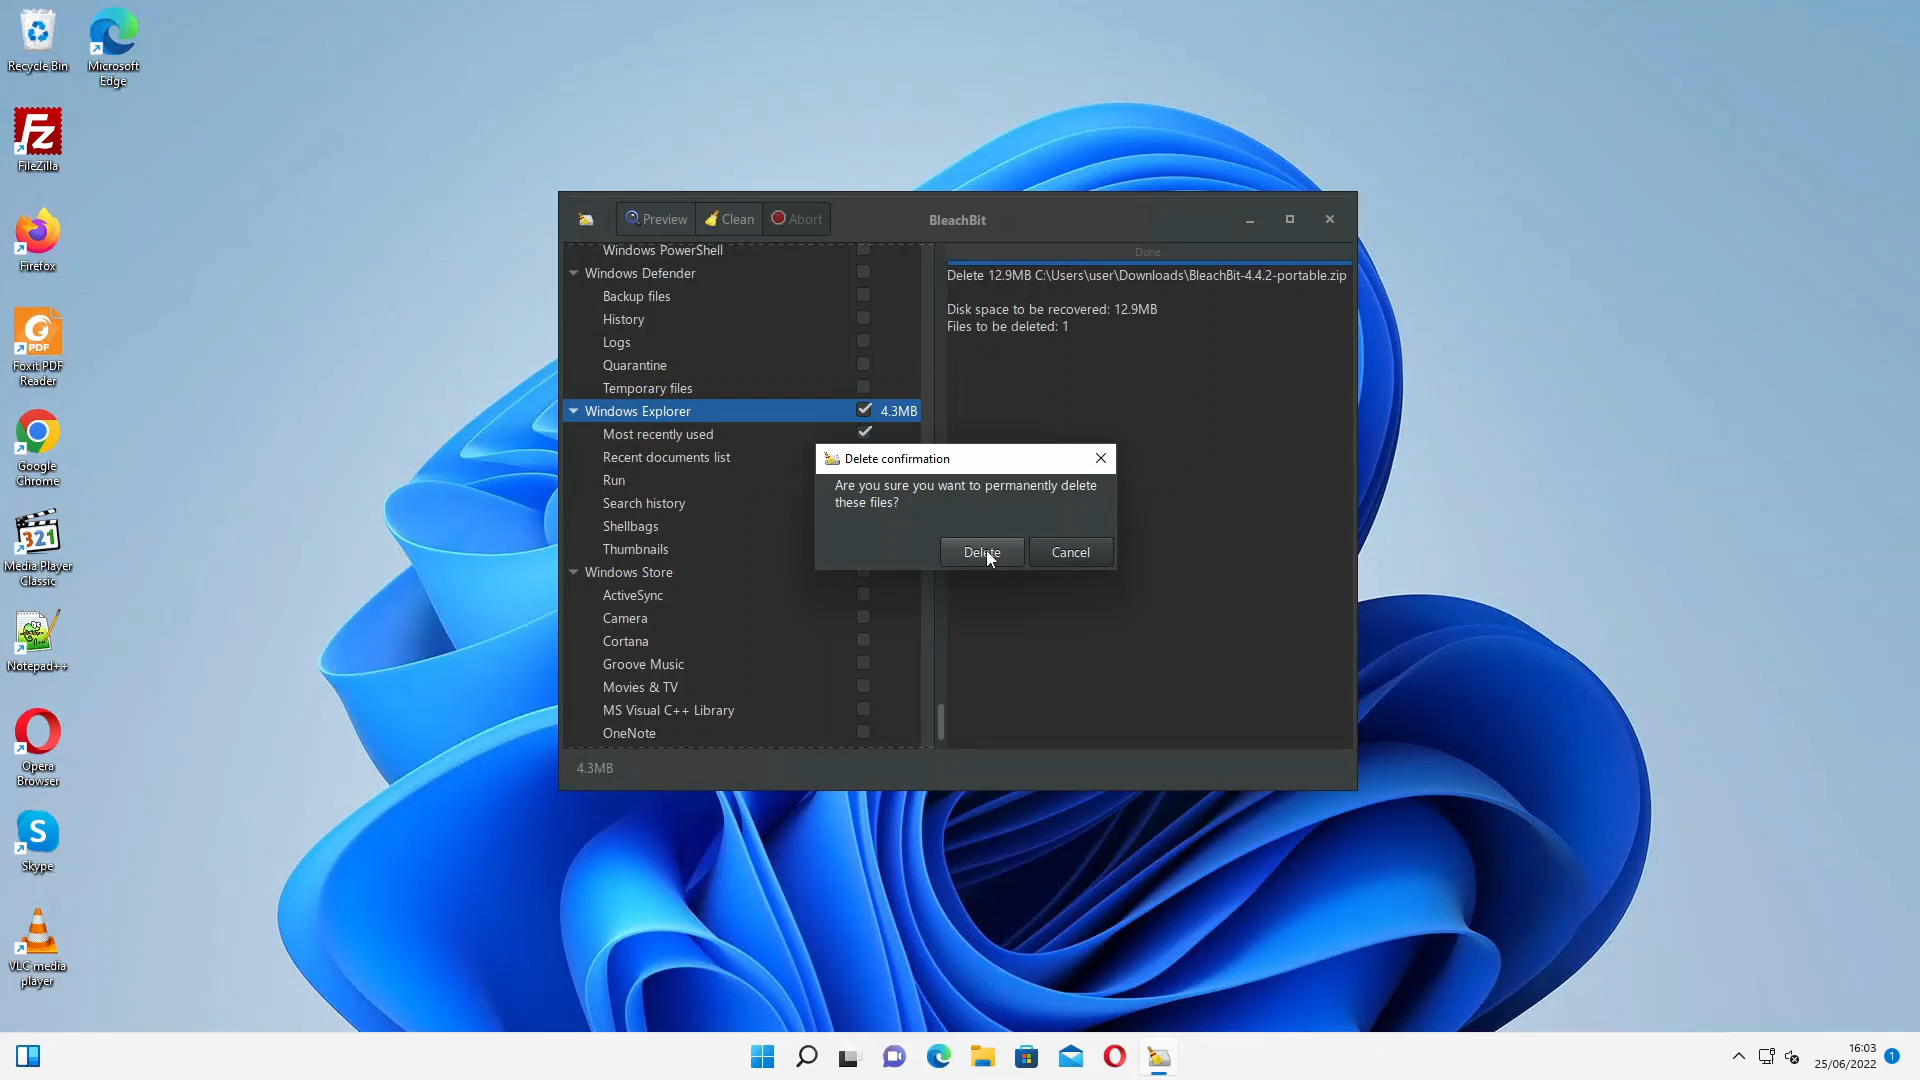 Recycle Bin
Microsoft
Edge
FileZilla
Firefox
Foxit PDF
Reader
Google
Chrome
Media Player
Classic
Notepad++
Opera
Browser
Skype
VLC media
player
Preview
Clean
Abort
BleachBit
Windows PowerShell
Windows Defender
Backup files
History
Logs
Quarantine
Temporary files
Windows Explorer 4.3MB
Most recently used
Recent documents list
Run
Search history
Shellbags
Thumbnails
Windows Store
ActiveSync
Camera
Cortana
Groove Music
Movies & TV
MS Visual C++ Library
OneNote
4.3MB
Done.
Delete 12.9MB C:\Users\user\Downloads\BleachBit-4.4.2-portable.zip
Disk space to be recovered: 12.9MB
Files to be deleted: 1
Delete confirmation
Are you sure you want to permanently delete
these files?
Delete
Cancel
16:03
25/06/2022
1
PDF
321
S
Fz